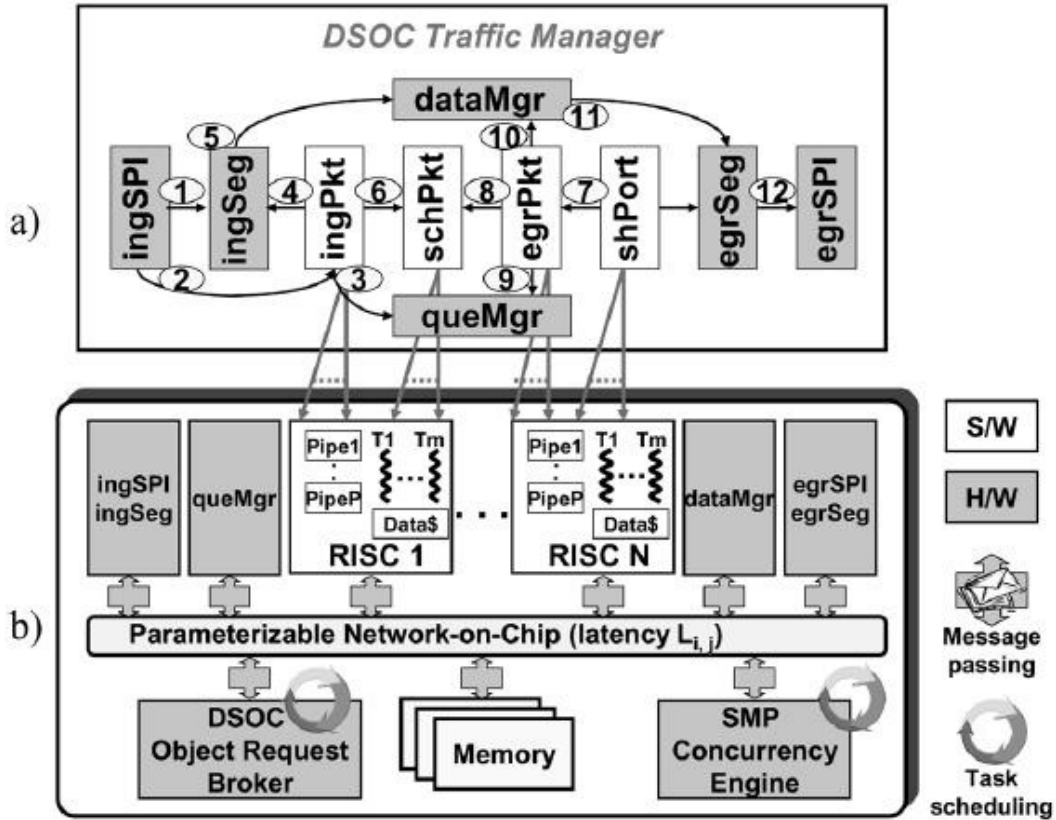 DSOC Traffic Manager
a)
dataMgr
11
5
10
ingSPI
1
ingSeg
4
ingPkt
6
schPkt
8
egrPkt
7
shPort
egrSeg
12
egrSPI
2
3
9
queMgr
S/W
H/W
Message
passing
Task
scheduling
b)
ingSPI
ingSeg
queMgr
Pipe1
PipeP
T1 Tm
Data$
RISC 1
Pipe1
PipeP
T1 Tm
Data$
RISC N
dataMgr
egrSPI
egrSeg
Parameterizable Network-on-Chip (latency Li, j)
DSOC
Object Request
Broker
Memory
SMP
Concurrency
Engine